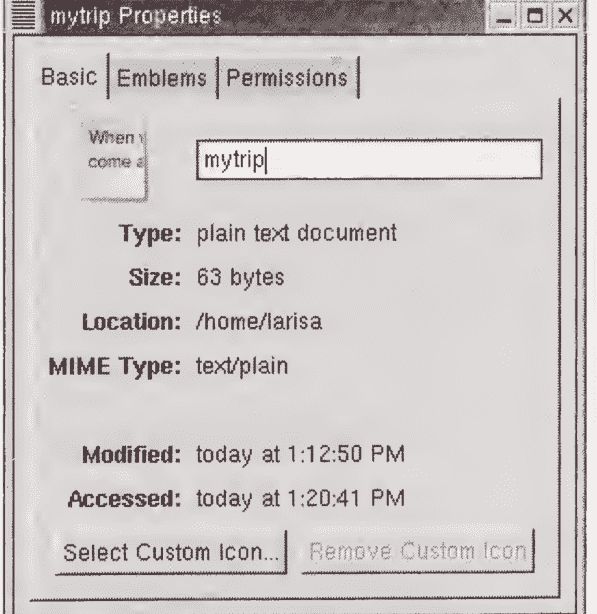 mytrip Properties
Basic Emblems Permissions
When
come a
mytrip
Type: plain text document
Size: 63 bytes
Location: /home/larisa
MIME Type: text/plain
Modified: today at 1:12:50 PM
Accessed: today at 1:20:41 PM
Select Custom Icon... Remove Custom Icon